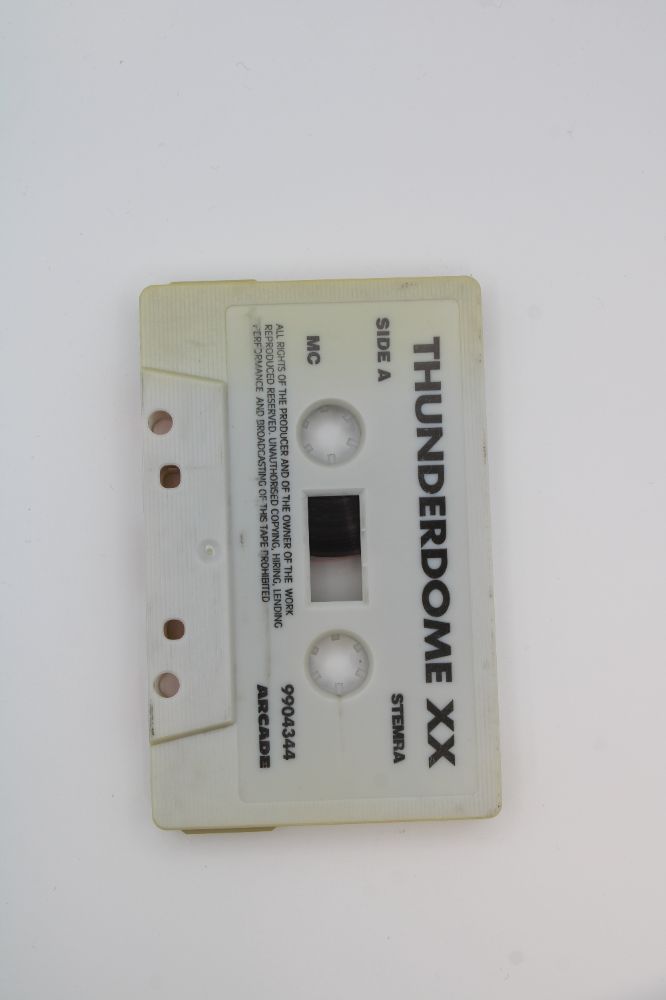 THUNDERDOME XX
SIDE A
STEMRA
MC
9904344
ARCADE
ALL RIGHTS OF THE PRODUCER AND OF THE OWNER OF THE WORK
REPRODUCED RESERVED. UNAUTHORISED COPYING, HIRING, LENDING
PERFORMANCE AND BROADCASTING OF THIS TAPE PROHIBITED